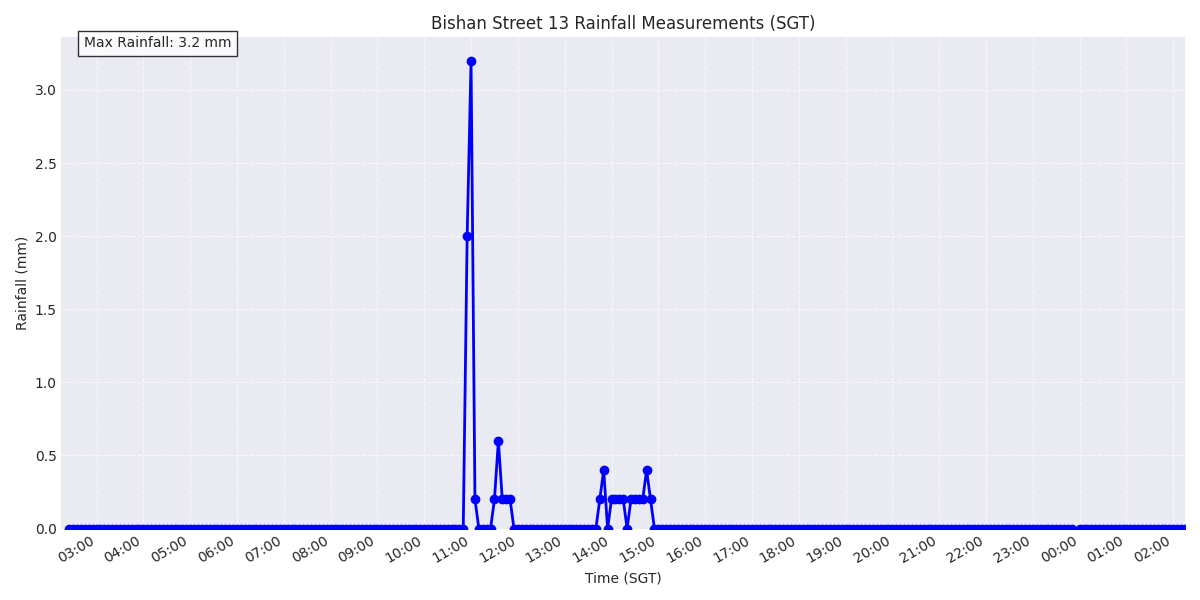 Bishan Street 13 Rainfall Measurements (SGT)
Max Rainfall: 3.2 mm
Rainfall (mm)
3.0
2.5
2.0
1.5
1.0
0.5
0.0
03:00 04:00 05:00 06:00 07:00 08:00 09:00 10:00 11:00 12:00 13:00 14:00 15:00 16:00 17:00 18:00 19:00 20:00 21:00 22:00 23:00 00:00 01:00 02:00
Time (SGT)